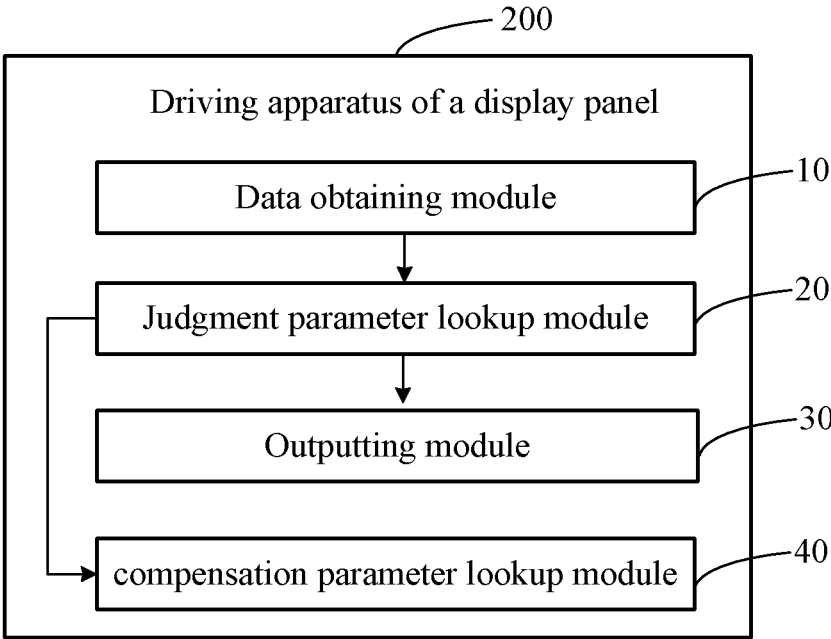 200
Driving apparatus of a display panel
Data obtaining module
10
Judgment parameter lookup module
20
Outputting module
30
compensation parameter lookup module
40